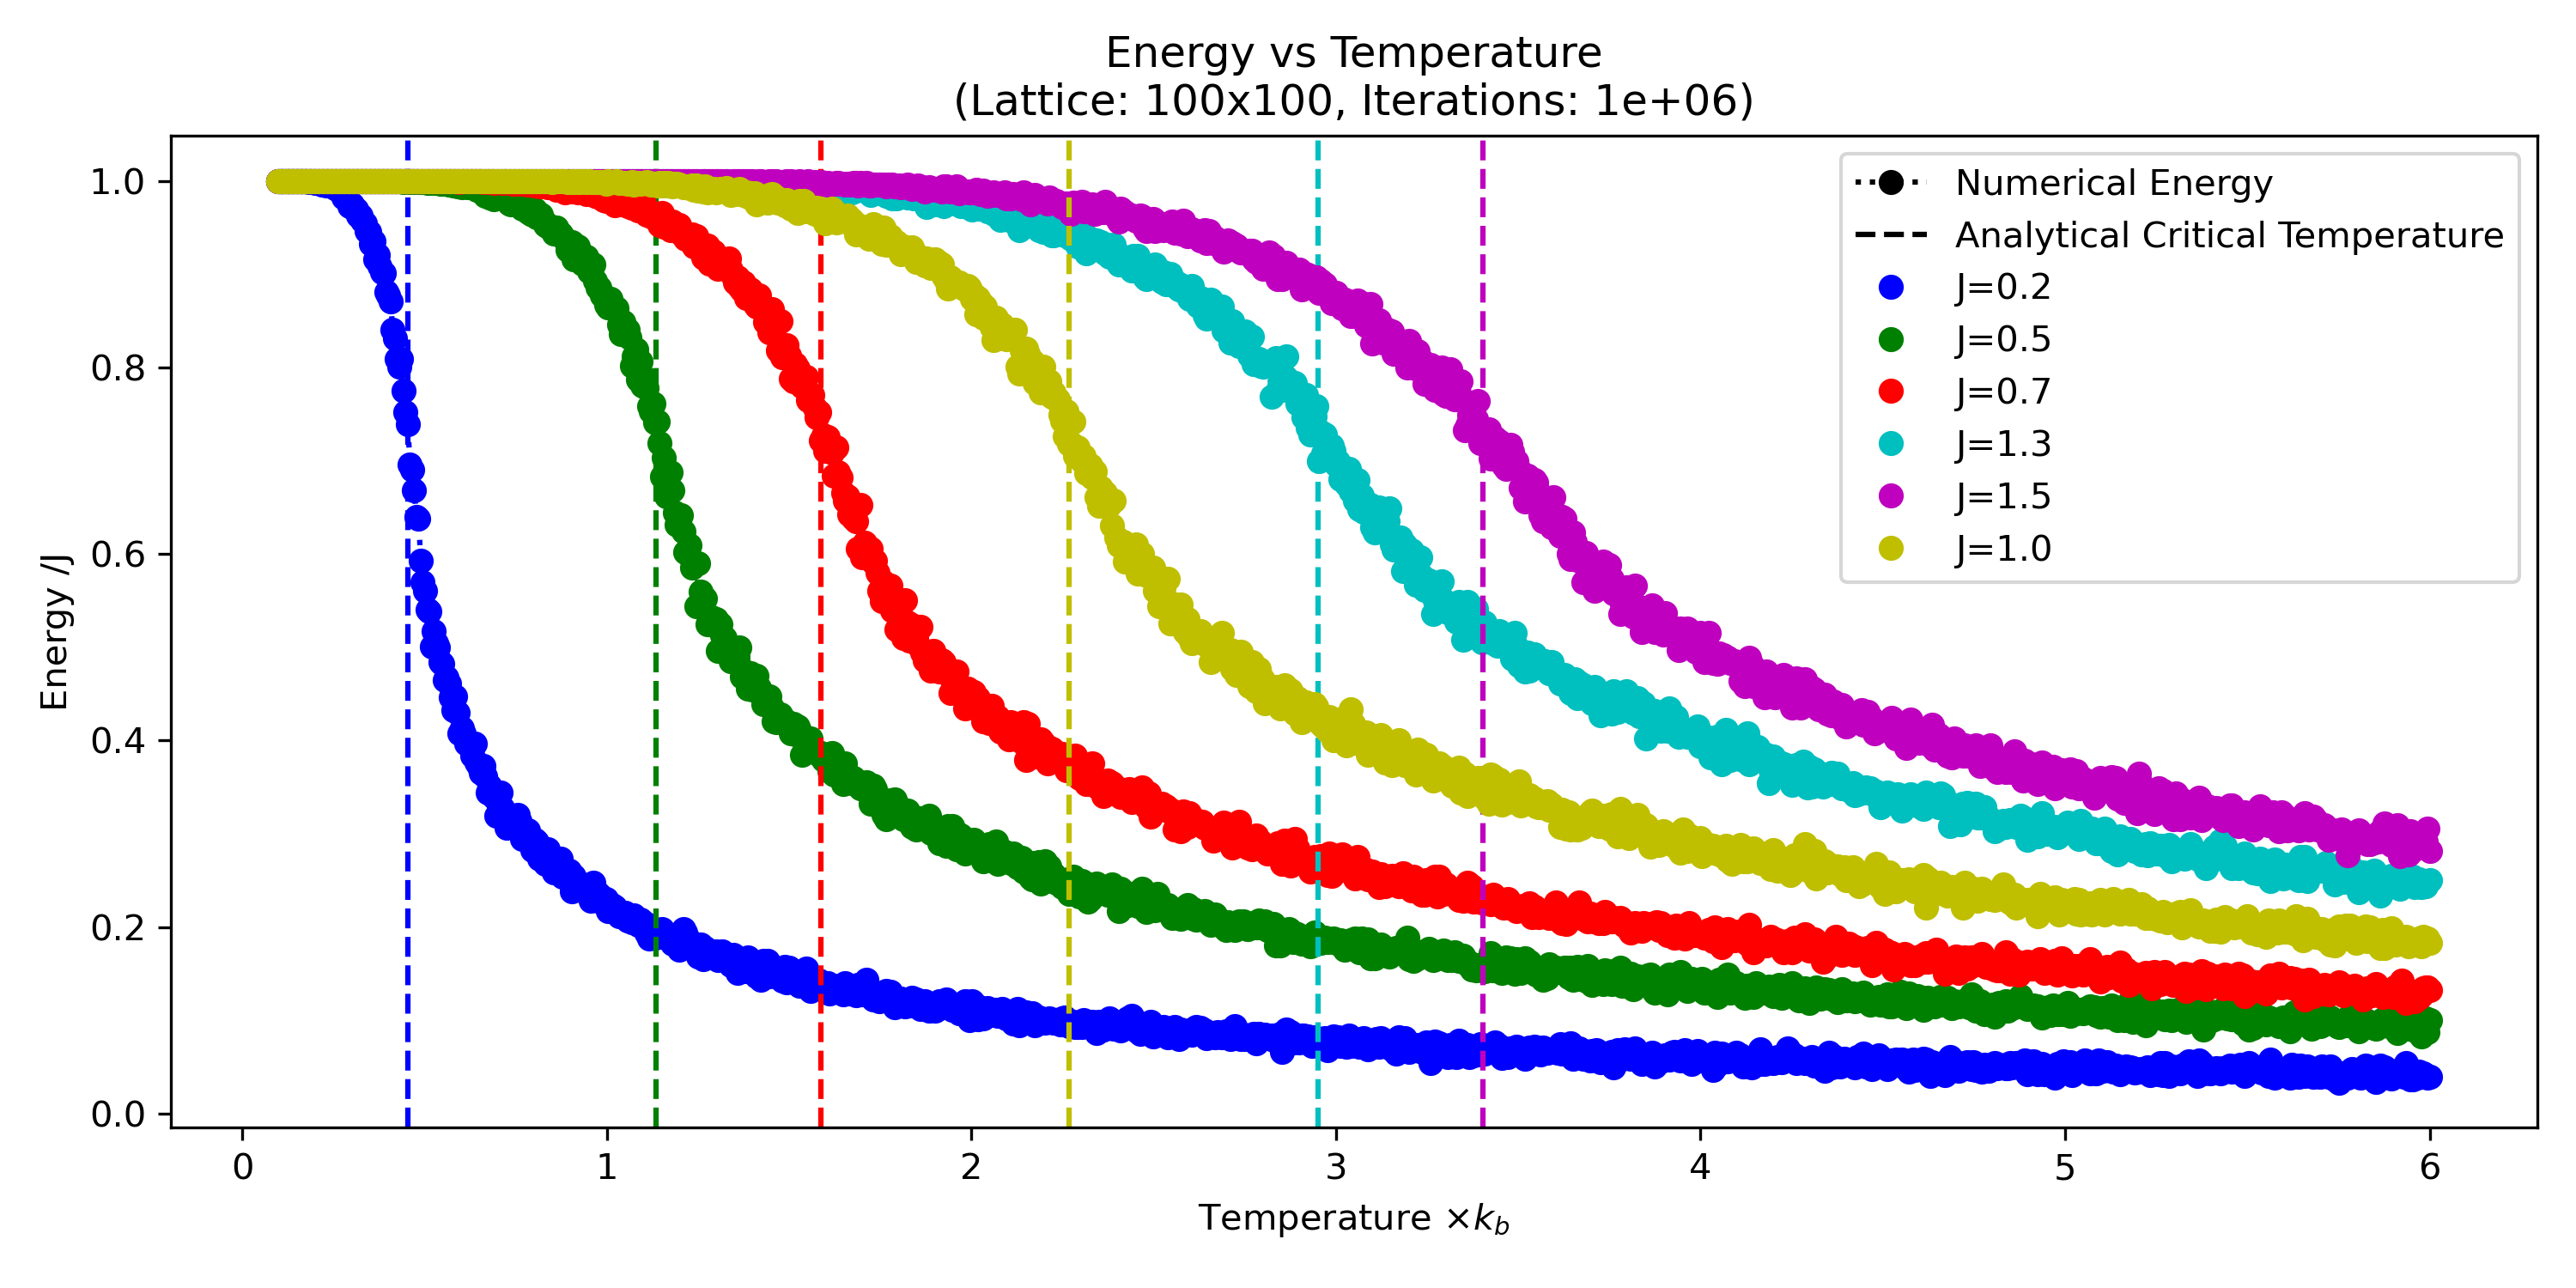 Energy vs Temperature
(Lattice: 100x100, Iterations: 1e+06)
Energy /J
1.0
0.8
0.6
0.4
0.2
0.0
Numerical Energy
Analytical Critical Temperature
J=0.2
J=0.5
J=0.7
J=1.3
J=1.5
J=1.0
0 1 2 3 4 5 6
Temperature ×k_b